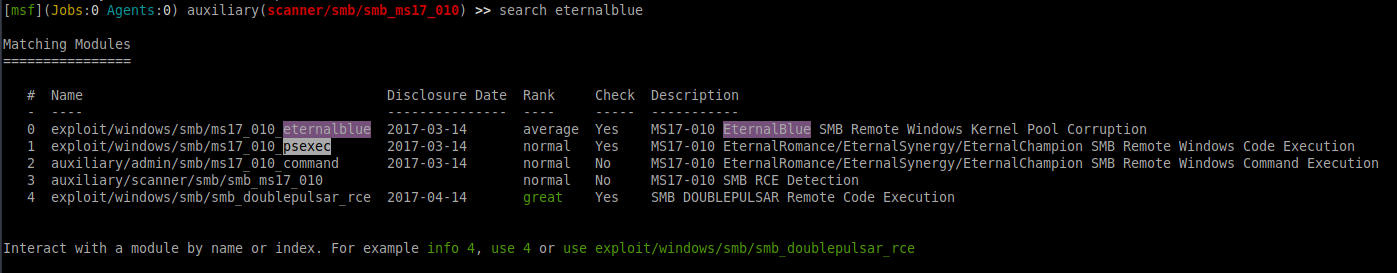 [msf](Jobs:0 Agents:0) auxiliary(scanner/smb/smb_ms17_010) >> search eternalblue
Matching Modules
================
#  Name                                      Disclosure Date  Rank     Check  Description
-  ----                                      ---------------  ----     -----  -----------
0  exploit/windows/smb/ms17_010_eternalblue  2017-03-14       average  Yes    MS17-010 EternalBlue SMB Remote Windows Kernel Pool Corruption
1  exploit/windows/smb/ms17_010_psexec       2017-03-14       normal   Yes    MS17-010 EternalRomance/EternalSynergy/EternalChampion SMB Remote Windows Code Execution
2  auxiliary/admin/smb/ms17_010_command      2017-03-14       normal   No     MS17-010 EternalRomance/EternalSynergy/EternalChampion SMB Remote Windows Command Execution
3  auxiliary/scanner/smb/smb_ms17_010                         normal   No     MS17-010 SMB RCE Detection
4  exploit/windows/smb/smb_doublepulsar_rce  2017-04-14       great    Yes    SMB DOUBLEPULSAR Remote Code Execution
Interact with a module by name or index. For example info 4, use 4 or use exploit/windows/smb/smb_doublepulsar_rce